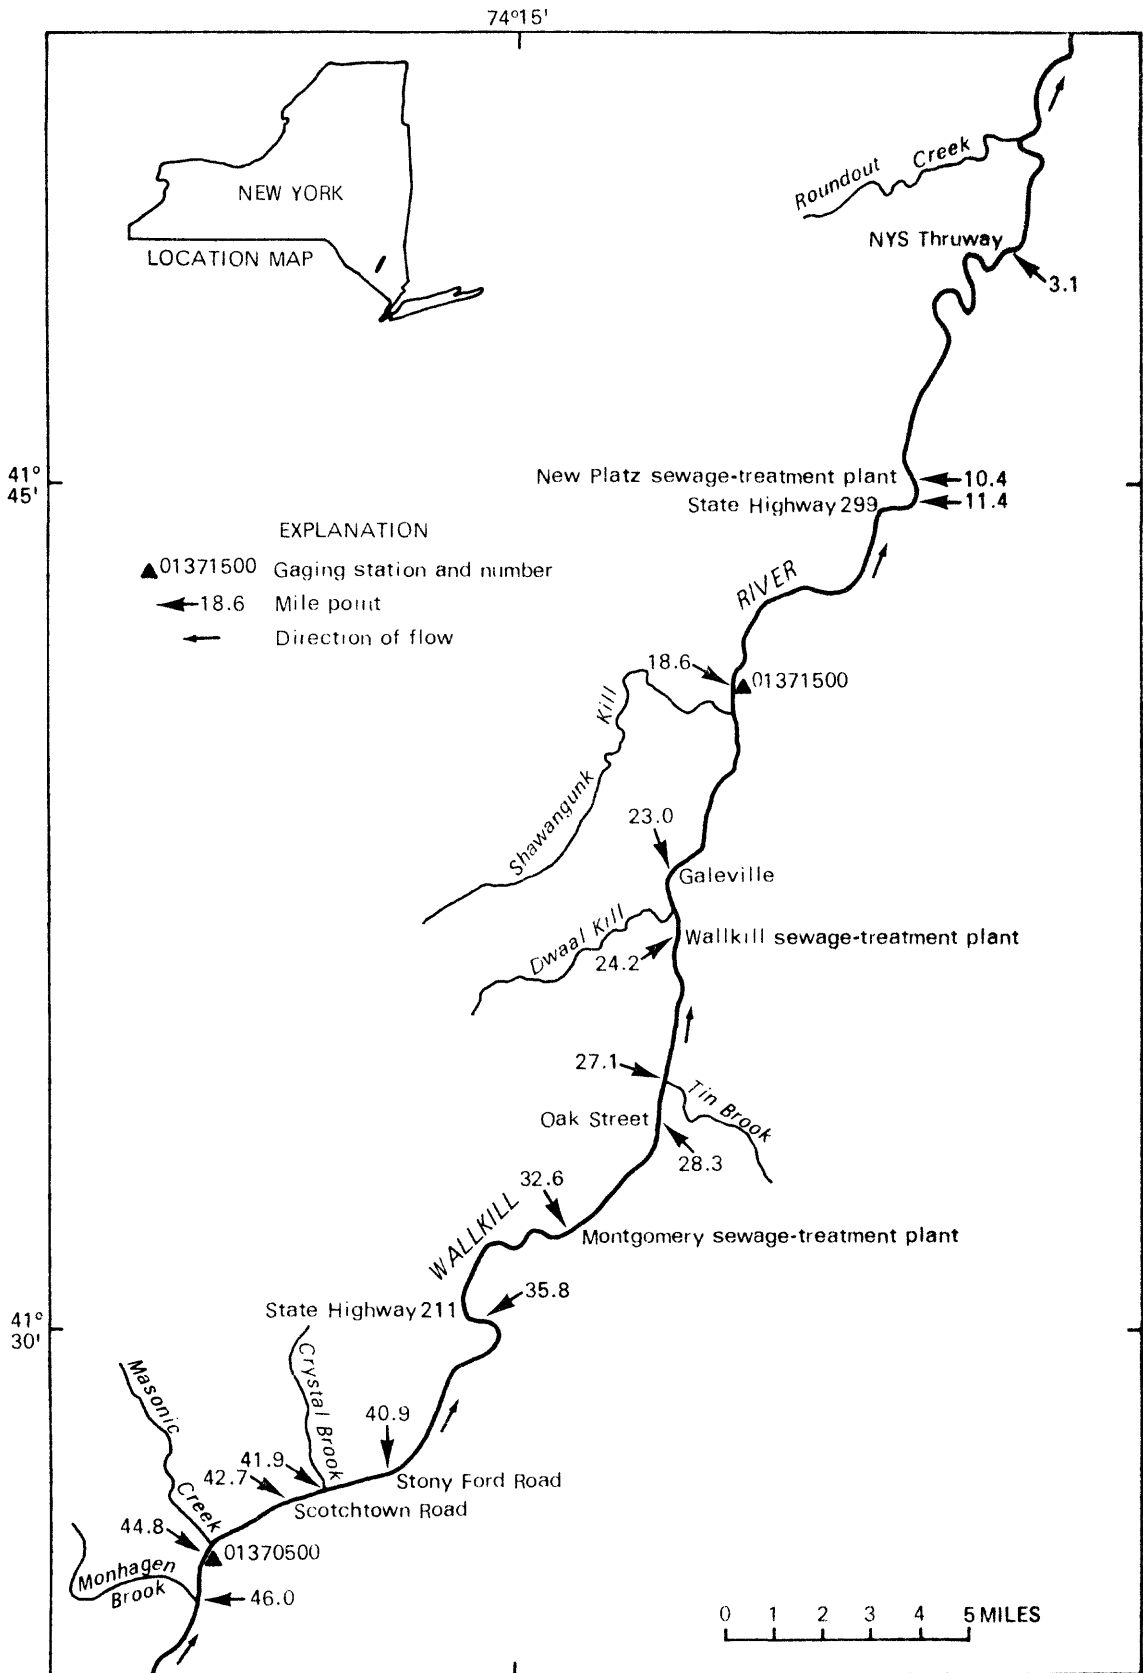 74°15'
NEW YORK
LOCATION MAP
Roundout Creek
NYS Thruway
3.1
41°
45'
New Platz sewage-treatment plant
10.4
State Highway 299
11.4
EXPLANATION
01371500 Gaging station and number
18.6 Mile point
Direction of flow
RIVER
18.6
01371500
Shawangunk Kill
23.0
Galeville
Dwaal Kill
Wallkill sewage-treatment plant
24.2
27.1
Tin Brook
Oak Street
28.3
32.6
WALLKILL
Montgomery sewage-treatment plant
35.8
State Highway 211
41°
30'
Masonic Creek
Crystal Brook
40.9
41.9
42.7
Stony Ford Road
Scotchtown Road
44.8
01370500
Monhagen
Brook
46.0
0 1 2 3 4 5 MILES